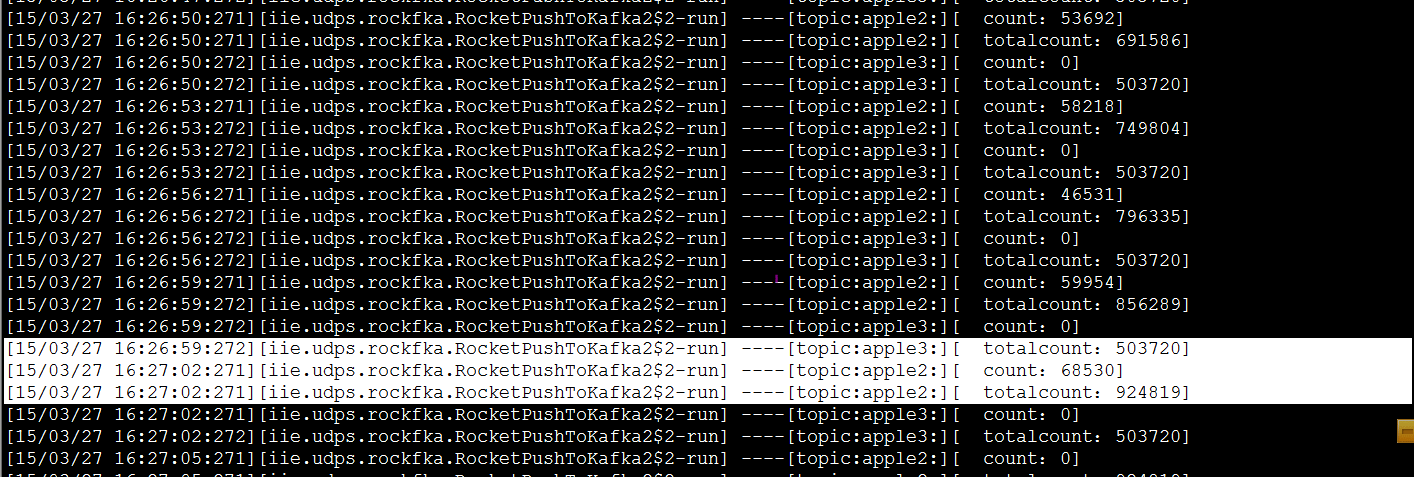 [15/03/27 16:26:50:271][iie.udps.rockfka.RocketPushToKafka2$2-run] ----[topic:apple2:][  count: 53692]
[15/03/27 16:26:50:271][iie.udps.rockfka.RocketPushToKafka2$2-run] ----[topic:apple2:][  totalcount: 691586]
[15/03/27 16:26:50:272][iie.udps.rockfka.RocketPushToKafka2$2-run] ----[topic:apple3:][  count: 0]
[15/03/27 16:26:50:272][iie.udps.rockfka.RocketPushToKafka2$2-run] ----[topic:apple3:][  totalcount: 503720]
[15/03/27 16:26:53:271][iie.udps.rockfka.RocketPushToKafka2$2-run] ----[topic:apple2:][  count: 58218]
[15/03/27 16:26:53:272][iie.udps.rockfka.RocketPushToKafka2$2-run] ----[topic:apple2:][  totalcount: 749804]
[15/03/27 16:26:53:272][iie.udps.rockfka.RocketPushToKafka2$2-run] ----[topic:apple3:][  count: 0]
[15/03/27 16:26:53:272][iie.udps.rockfka.RocketPushToKafka2$2-run] ----[topic:apple3:][  totalcount: 503720]
[15/03/27 16:26:56:271][iie.udps.rockfka.RocketPushToKafka2$2-run] ----[topic:apple2:][  count: 46531]
[15/03/27 16:26:56:272][iie.udps.rockfka.RocketPushToKafka2$2-run] ----[topic:apple2:][  totalcount: 796335]
[15/03/27 16:26:56:272][iie.udps.rockfka.RocketPushToKafka2$2-run] ----[topic:apple3:][  count: 0]
[15/03/27 16:26:56:272][iie.udps.rockfka.RocketPushToKafka2$2-run] ----[topic:apple3:][  totalcount: 503720]
[15/03/27 16:26:59:271][iie.udps.rockfka.RocketPushToKafka2$2-run] ----[topic:apple2:][  count: 59954]
[15/03/27 16:26:59:272][iie.udps.rockfka.RocketPushToKafka2$2-run] ----[topic:apple2:][  totalcount: 856289]
[15/03/27 16:26:59:272][iie.udps.rockfka.RocketPushToKafka2$2-run] ----[topic:apple3:][  count: 0]
[15/03/27 16:26:59:272][iie.udps.rockfka.RocketPushToKafka2$2-run] ----[topic:apple3:][  totalcount: 503720]
[15/03/27 16:27:02:271][iie.udps.rockfka.RocketPushToKafka2$2-run] ----[topic:apple2:][  count: 68530]
[15/03/27 16:27:02:271][iie.udps.rockfka.RocketPushToKafka2$2-run] ----[topic:apple2:][  totalcount: 924819]
[15/03/27 16:27:02:271][iie.udps.rockfka.RocketPushToKafka2$2-run] ----[topic:apple3:][  count: 0]
[15/03/27 16:27:02:272][iie.udps.rockfka.RocketPushToKafka2$2-run] ----[topic:apple3:][  totalcount: 503720]
[15/03/27 16:27:05:271][iie.udps.rockfka.RocketPushToKafka2$2-run] ----[topic:apple2:][  count: 0]